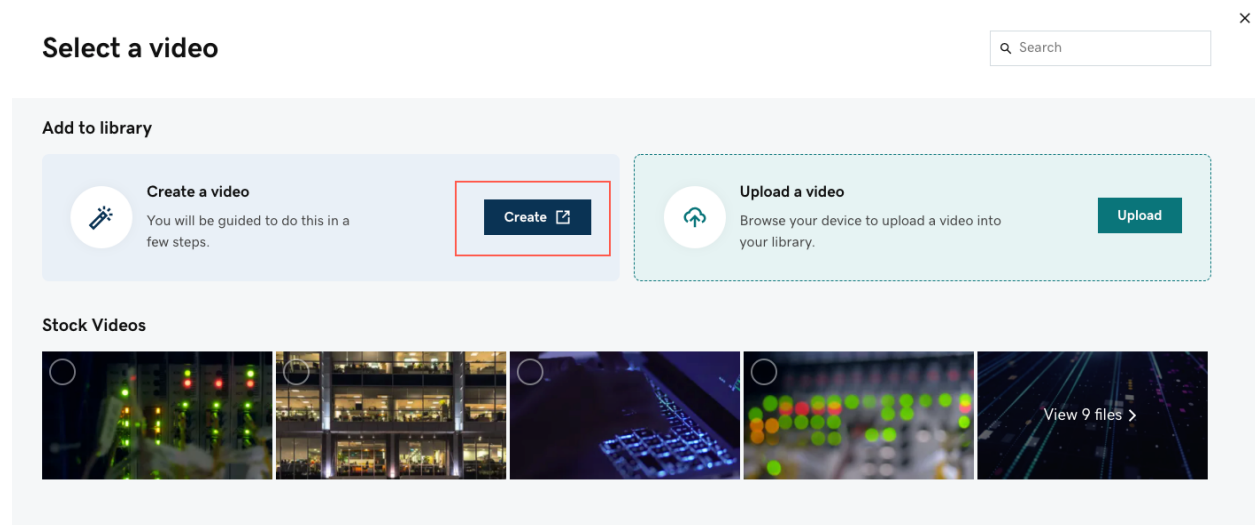 Select a video
Search
Add to library
Create a video
You will be guided to do this in a
few steps.
Create
Upload a video
Browse your device to upload a video into
your library.
Upload
Stock Videos
View 9 files